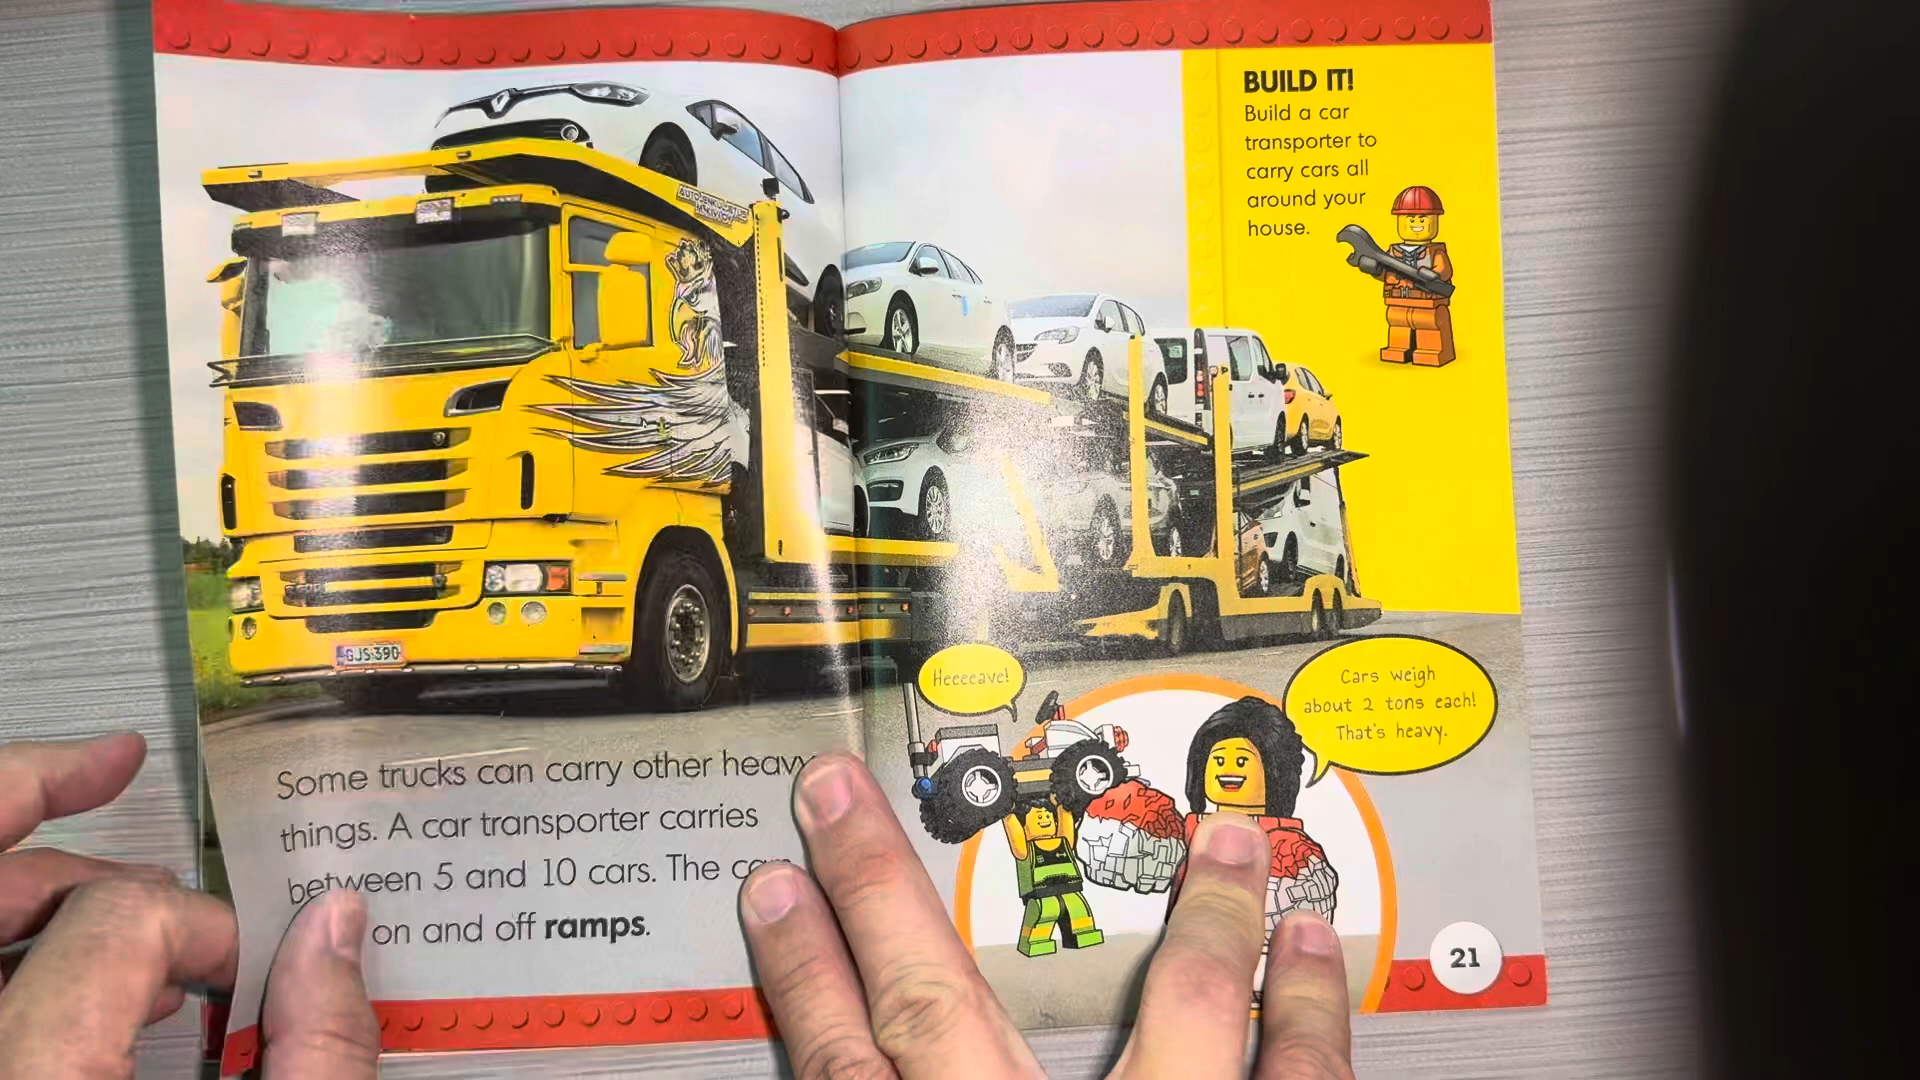 GJS-390
Some trucks can carry other heavy
things. A car transporter carries
between 5 and 10 cars. The
on and off ramps.
BUILD IT!
Build a car
transporter to
carry cars all
around your
house.
Heeeeave!
Cars weigh
about 2 tons each!
That's heavy.
21